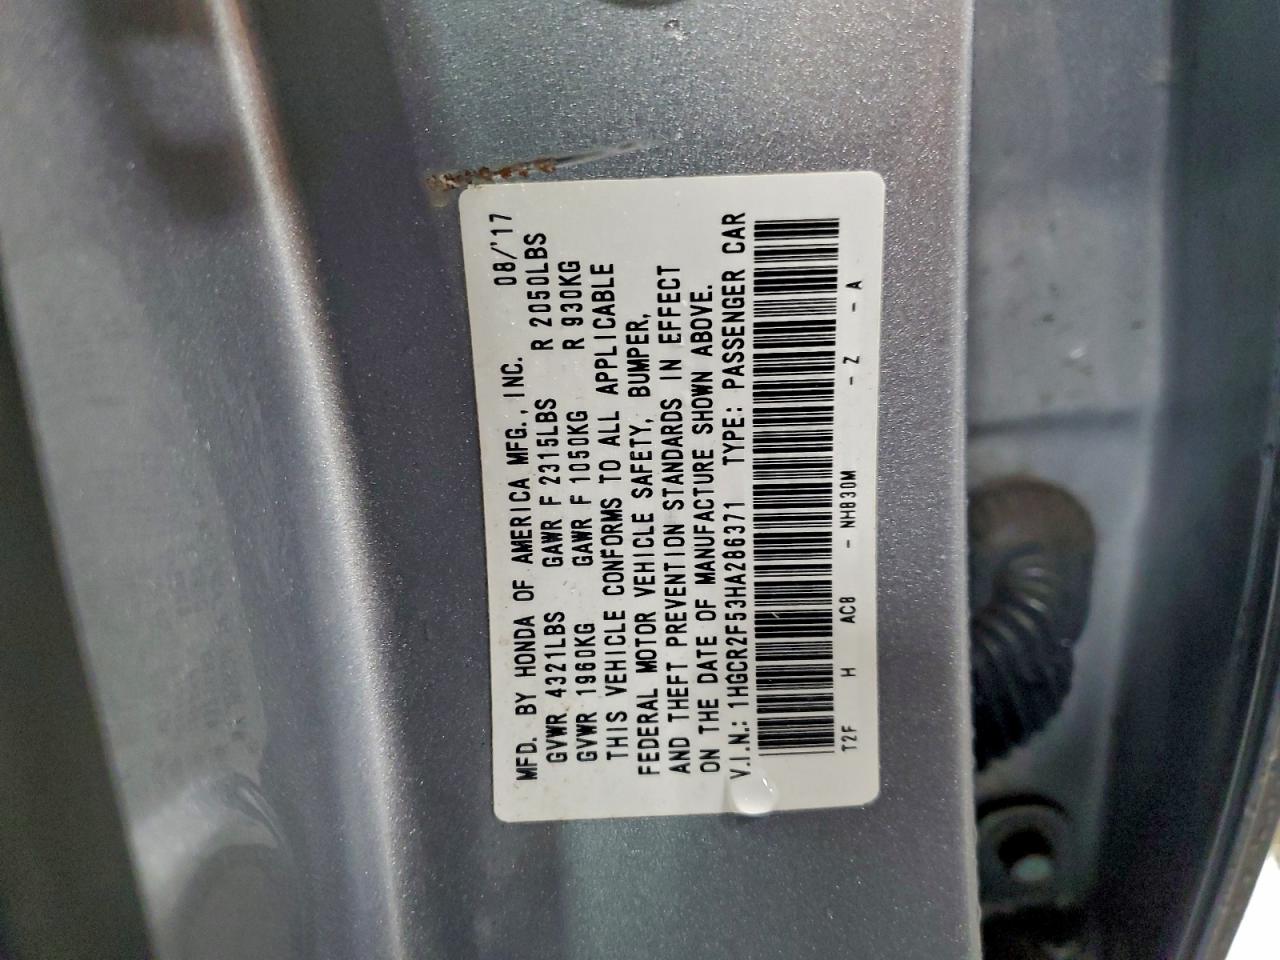 MFD. BY HONDA OF AMERICA MFG., INC. 08/'17
GVWR 4321LBS GAWR F 2315LBS R 2050LBS
GVWR 1960KG GAWR F 1050KG R 930KG
THIS VEHICLE CONFORMS TO ALL APPLICABLE
FEDERAL MOTOR VEHICLE SAFETY, BUMPER,
AND THEFT PREVENTION STANDARDS IN EFFECT
ON THE DATE OF MANUFACTURE SHOWN ABOVE.
V.I.N.: 1HGCR2F53HA286371 TYPE: PASSENGER CAR
T2F H AC8 - NH830M - Z - A